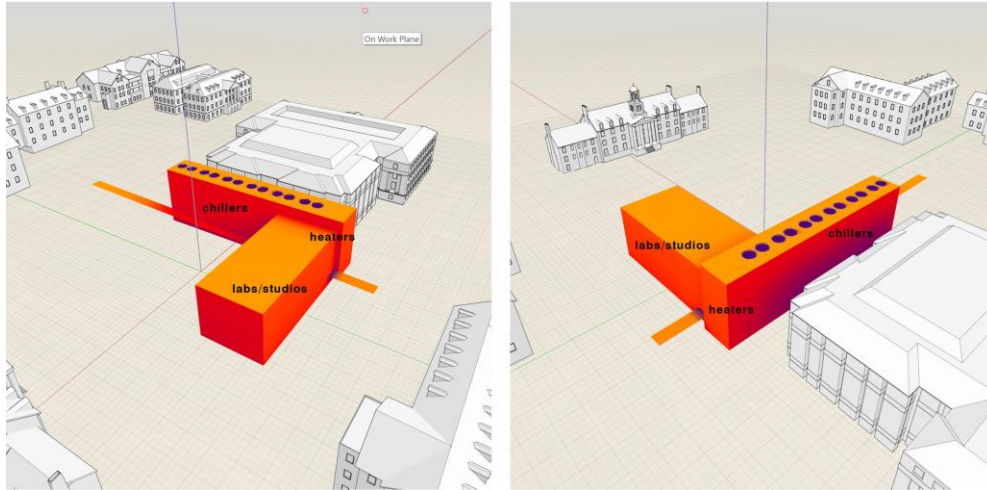 On Work Plane
chillers
heaters
labs/studios
labs/studios
chillers
heaters